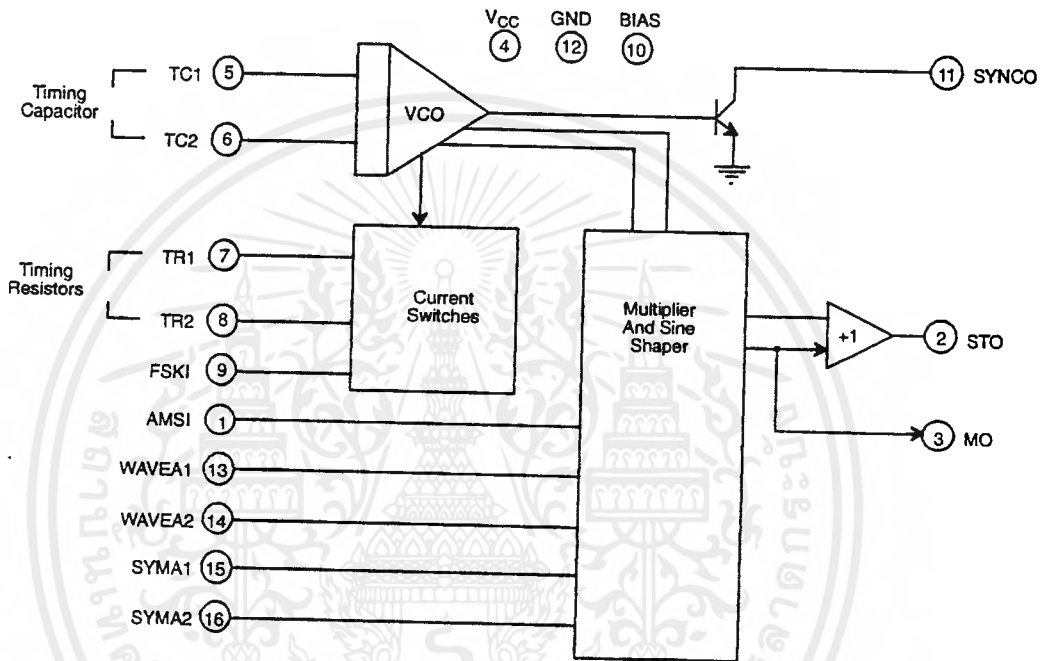 VCC GND BIAS
4 12 10
TC1 5
Timing
Capacitor
TC2 6
VCO
11 SYNCO
TR1 7
Timing
Resistors
TR2 8
FSKI 9
Current
Switches
AMSI 1
WAVEA1 13
WAVEA2 14
SYMA1 15
SYMA2 16
Multiplier
And Sine
Shaper
+1
2 STO
3 MO